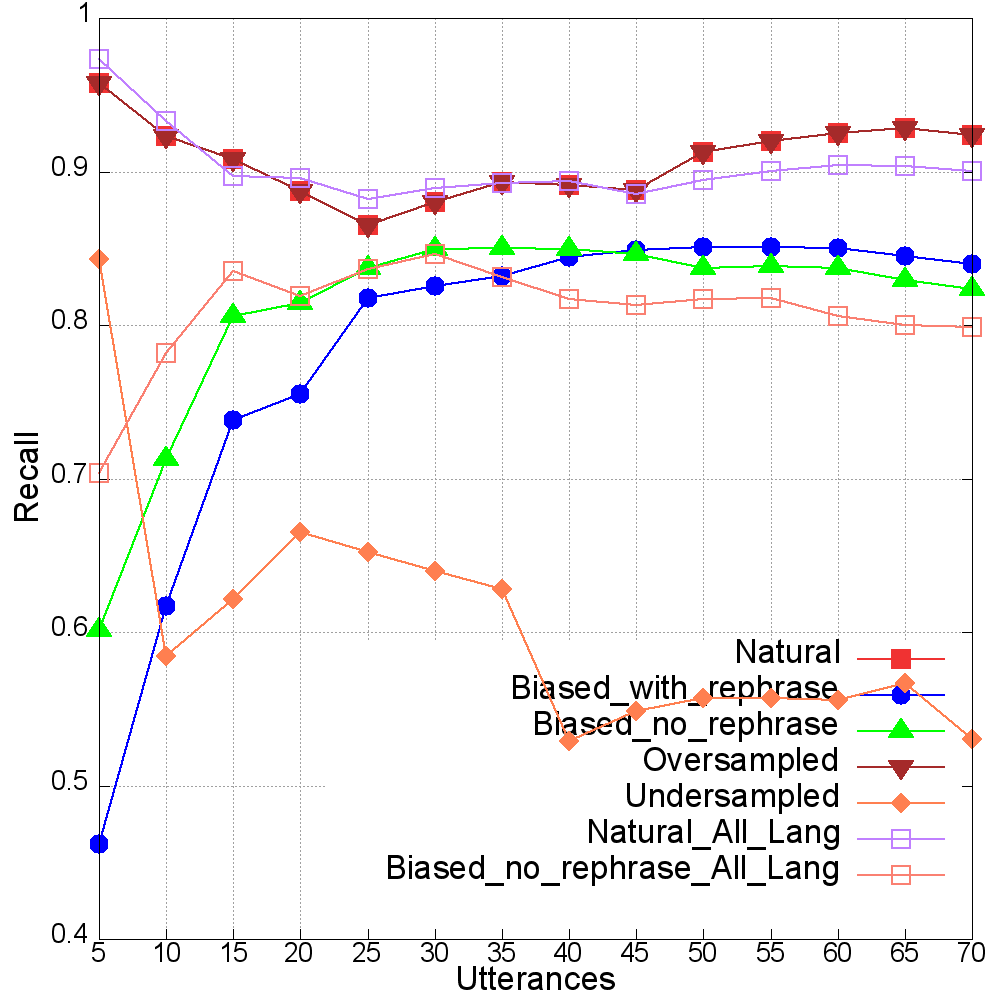 1
0.9
0.8
0.7
0.6
0.5
0.4
Recall
Natural
Biased_with_rephrase
Biased_no_rephrase
Oversampled
Undersampled
Natural_All_Lang
Biased_no_rephrase_All_Lang
5 10 15 20 25 30 35 40 45 50 55 60 65 70
Utterances